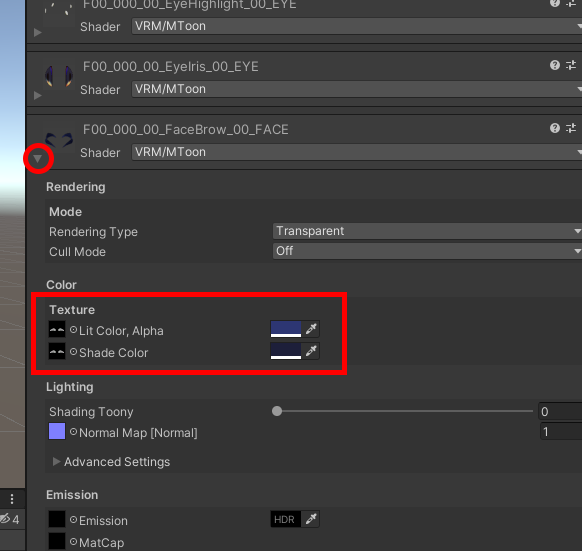 F00_000_00_EyeHighlight_00_EYE
Shader VRM/MToon
F00_000_00_EyeIris_00_EYE
Shader VRM/MToon
F00_000_00_FaceBrow_00_FACE
Shader VRM/MToon
Rendering
Mode
Rendering Type Transparent
Cull Mode Off
Color
Texture
Lit Color, Alpha
Shade Color
Lighting
Shading Toony 0
Normal Map [Normal] 1
Advanced Settings
Emission
4
Emission HDR
MatCap